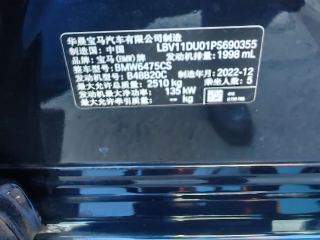 华晨宝马汽车有限公司制造
制造国：中国 LBV11DU01PS690355
品牌：宝马(BMW)牌 发动机排量：1998 mL
整车型号：BMW6475CS
发动机型号：B48B20C 制造年月：2022-12
最大允许总质量：2510 kg 乘坐人数：5
发动机最大净功率：135 kW
最大允许牵引质量：-- kg